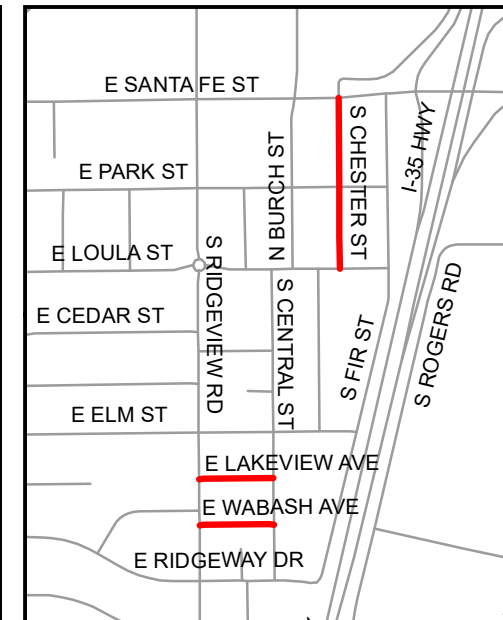 E SANTA FE ST
S CHESTER ST
I-35 HWY
N BURCH ST
E PARK ST
E LOULA ST
S RIDGEVIEW RD
S CENTRAL ST
S ROGERS RD
E CEDAR ST
S FIR ST
E ELM ST
E LAKEVIEW AVE
E WABASH AVE
E RIDGEWAY DR